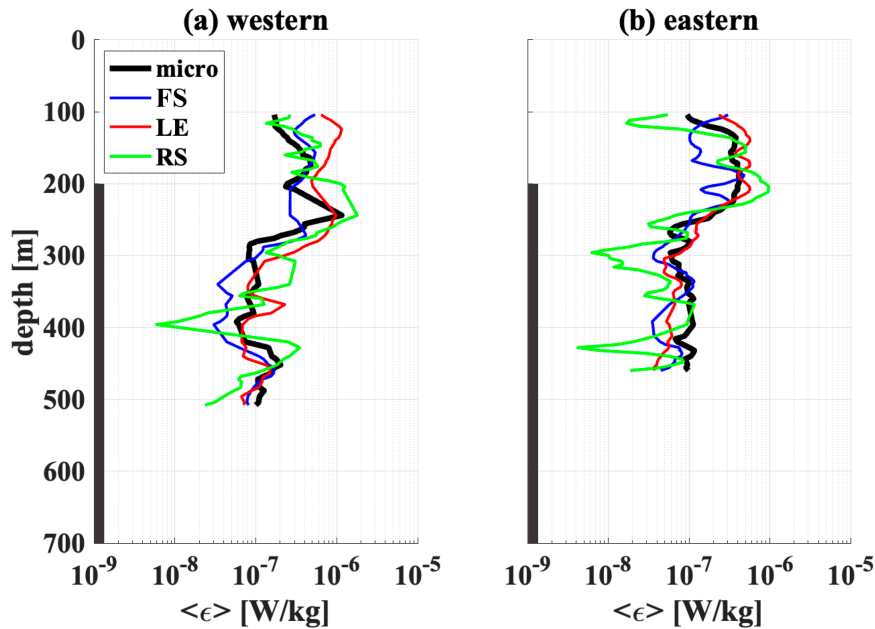 (a) western
(b) eastern
0
100
200
300
400
500
600
700
depth [m]
micro
FS
LE
RS
10^-9
10^-8
10^-7
10^-6
10^-5
10^-9
10^-8
10^-7
10^-6
10^-5
<ϵ> [W/kg]
<ϵ> [W/kg]